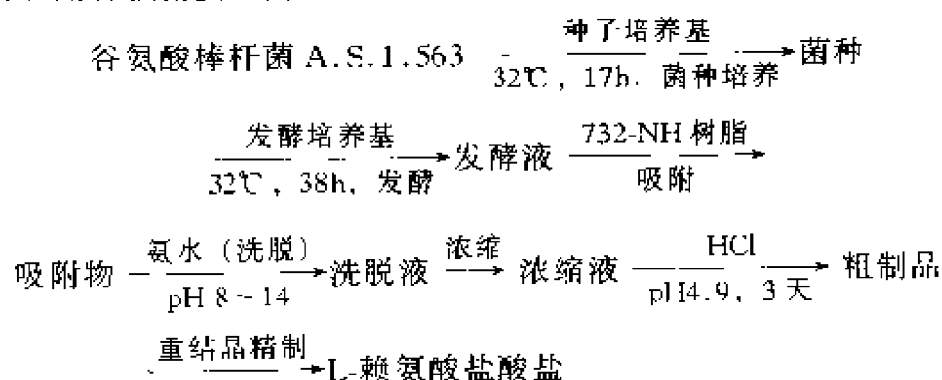 种子培养基
谷氨酸棒杆菌 A.S.1.563 → 菌种
32℃, 17h. 菌种培养
发酵培养基 732-NH 树脂
→ 发酵液 →
32℃, 38h, 发酵 吸附
氨水 (洗脱) 浓缩 HCl
吸附物 → 洗脱液 → 浓缩液 → 粗制品
pH 8~14 pH4.9, 3天
重结晶精制
→ L-赖氨酸盐酸盐